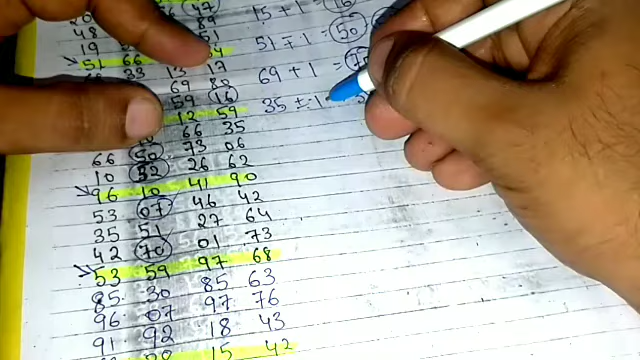 47 15 + 1 = 16
89
48 51 51 ∓ 1 = 50
19
51 66 54
33 13 17 69 + 1 =
69 80
59 16 35 ± 1
12 59
66 35
66 50 73 06
10 52 26 62
96 10 41 90
53 07 46 42
35 51 27 64
42 70 01 73
53 59 97 68
85 30 85 63
96 07 97 76
91 92 18 43
15 42